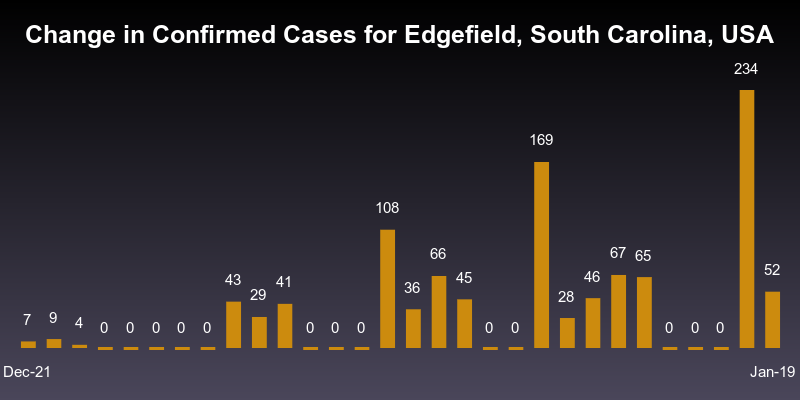 Change in Confirmed Cases for Edgefield, South Carolina, USA
7 9 4 0 0 0 0 0 43 29 41 0 0 0 108 36 66 45 0 0 169 28 46 67 65 0 0 0 234 52
Dec-21 Jan-19